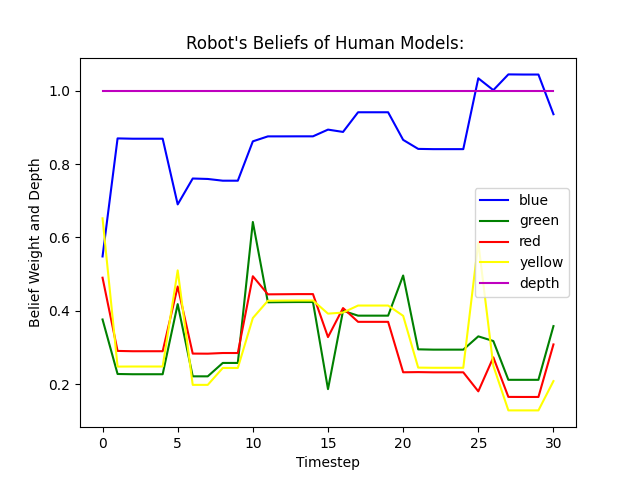 Robot's Beliefs of Human Models:
Belief Weight and Depth
1.0
0.8
0.6
0.4
0.2
blue
green
red
yellow
depth
0 5 10 15 20 25 30
Timestep